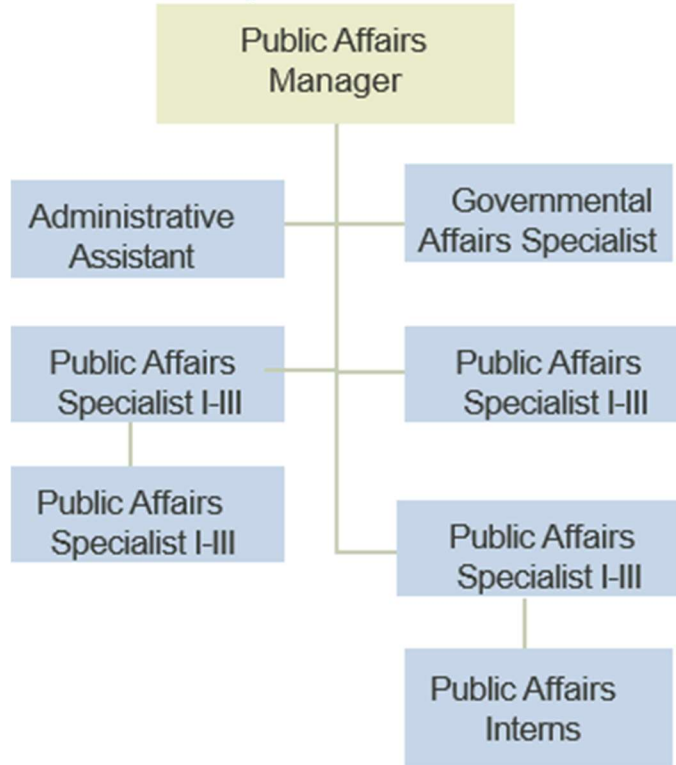 Public Affairs
Manager
Administrative
Assistant
Governmental
Affairs Specialist
Public Affairs
Specialist I-III
Public Affairs
Specialist I-III
Public Affairs
Specialist I-III
Public Affairs
Specialist I-III
Public Affairs
Interns